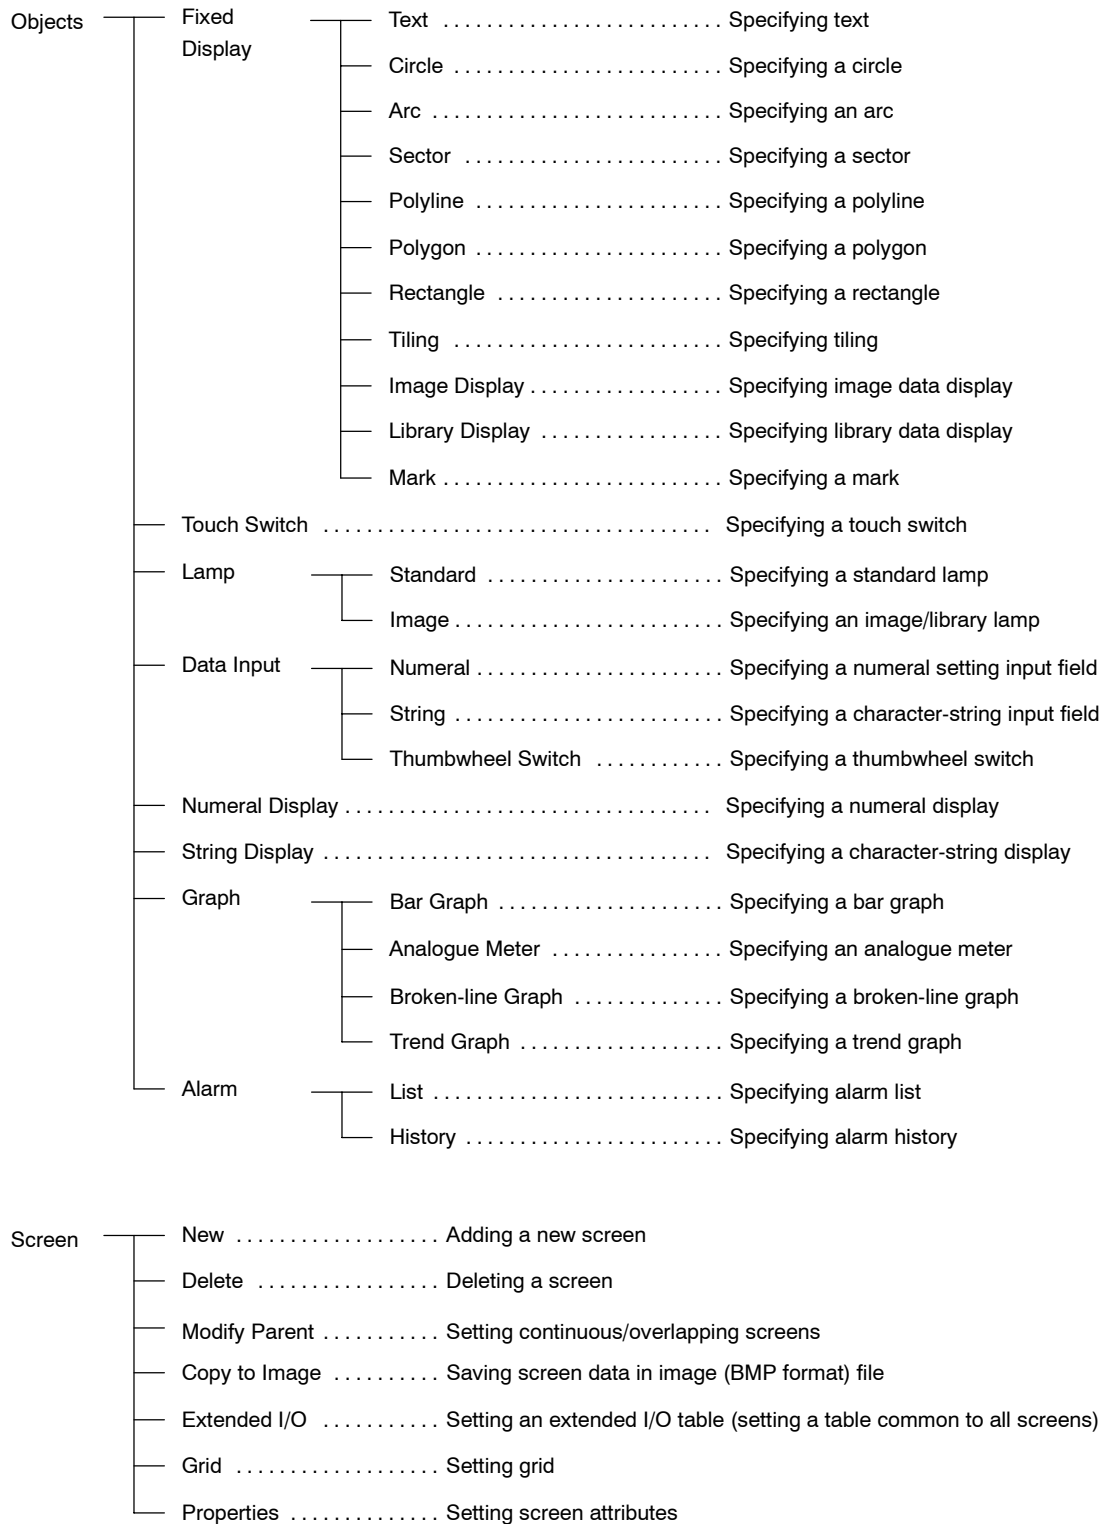 Objects Fixed Text . . . . . . . . . . . . . . . . . . . . . . . . . . Specifying text
Display
Circle . . . . . . . . . . . . . . . . . . . . . . . . . Specifying a circle
Arc . . . . . . . . . . . . . . . . . . . . . . . . . . . Specifying an arc
Sector . . . . . . . . . . . . . . . . . . . . . . . . Specifying a sector
Polyline . . . . . . . . . . . . . . . . . . . . . . . Specifying a polyline
Polygon . . . . . . . . . . . . . . . . . . . . . . . Specifying a polygon
Rectangle . . . . . . . . . . . . . . . . . . . . . Specifying a rectangle
Tiling . . . . . . . . . . . . . . . . . . . . . . . . . Specifying tiling
Image Display . . . . . . . . . . . . . . . . . . Specifying image data display
Library Display . . . . . . . . . . . . . . . . . Specifying library data display
Mark . . . . . . . . . . . . . . . . . . . . . . . . . . Specifying a mark
Touch Switch . . . . . . . . . . . . . . . . . . . . . . . . . . . . . . . . . . . . Specifying a touch switch
Lamp Standard . . . . . . . . . . . . . . . . . . . . . . Specifying a standard lamp
Image . . . . . . . . . . . . . . . . . . . . . . . . . Specifying an image/library lamp
Data Input Numeral . . . . . . . . . . . . . . . . . . . . . . . Specifying a numeral setting input field
String . . . . . . . . . . . . . . . . . . . . . . . . . Specifying a character-string input field
Thumbwheel Switch . . . . . . . . . . . . Specifying a thumbwheel switch
Numeral Display . . . . . . . . . . . . . . . . . . . . . . . . . . . . . . . . . . Specifying a numeral display
String Display . . . . . . . . . . . . . . . . . . . . . . . . . . . . . . . . . . . . Specifying a character-string display
Graph Bar Graph . . . . . . . . . . . . . . . . . . . . . Specifying a bar graph
Analogue Meter . . . . . . . . . . . . . . . . Specifying an analogue meter
Broken-line Graph . . . . . . . . . . . . . . Specifying a broken-line graph
Trend Graph . . . . . . . . . . . . . . . . . . . Specifying a trend graph
Alarm List . . . . . . . . . . . . . . . . . . . . . . . . . . . Specifying alarm list
History . . . . . . . . . . . . . . . . . . . . . . . . Specifying alarm history
Screen New . . . . . . . . . . . . . . . . . . . Adding a new screen
Delete . . . . . . . . . . . . . . . . . Deleting a screen
Modify Parent . . . . . . . . . . . Setting continuous/overlapping screens
Copy to Image . . . . . . . . . . Saving screen data in image (BMP format) file
Extended I/O . . . . . . . . . . . . Setting an extended I/O table (setting a table common to all screens)
Grid . . . . . . . . . . . . . . . . . . . Setting grid
Properties . . . . . . . . . . . . . . Setting screen attributes